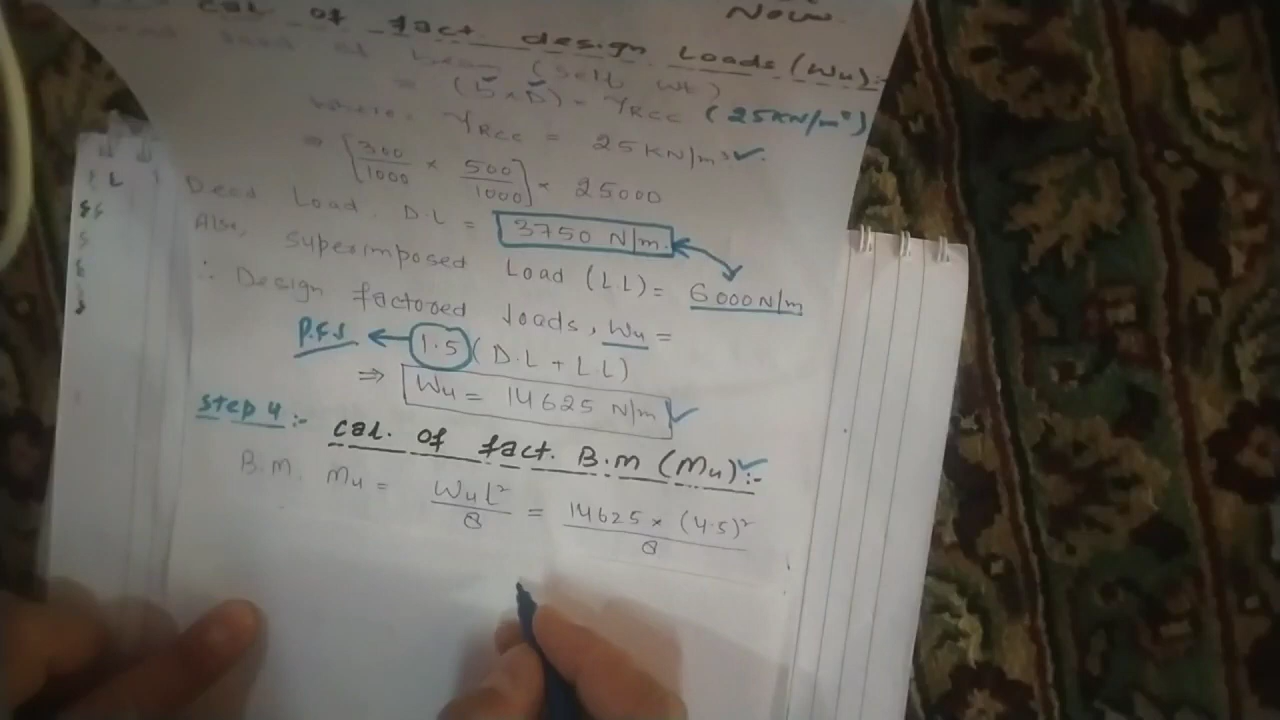 Now.
cal of fact. design Loads (Wu):-
(Self wt)
= (b × D) × γRCC (25KN/m³)
where, γRCC = 25KN/m³ ✓.
⇒ [300/1000 × 500/1000] × 25000
Dead Load, D.L = 3750 N/m.
Also, superimposed Load (L.L) = 6000N/m
∴ Design factored loads, Wu =
P.f.s ← 1.5 (D.L + L.L)
⇒ Wu = 14625 N/m ✓
step 4:- cal. of fact. B.M (Mu) ✓:-
B.M. Mu = WuL²/8 = 14625 × (4.5)²/8